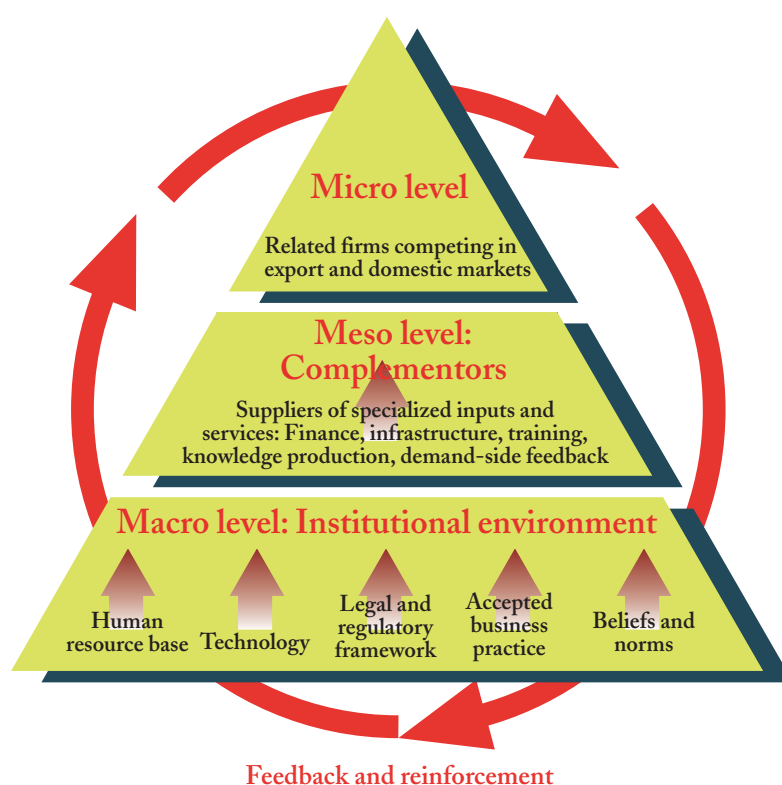 Micro level
Related firms competing in
export and domestic markets
Meso level:
Complementors
Suppliers of specialized inputs and
services: Finance, infrastructure, training,
knowledge production, demand-side feedback
Macro level: Institutional environment
Human
resource base
Technology
Legal and
regulatory
framework
Accepted
business
practice
Beliefs and
norms
Feedback and reinforcement